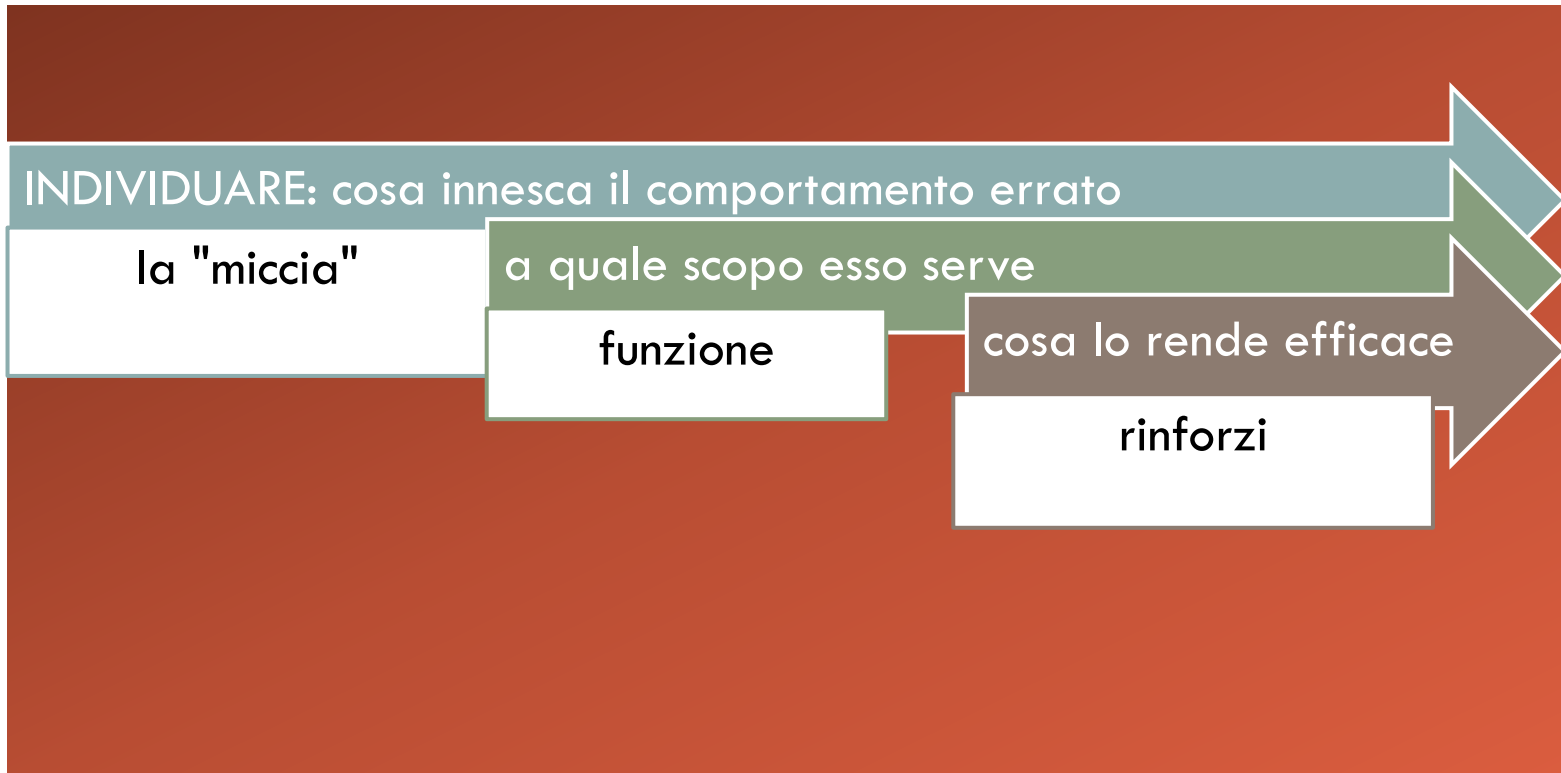 INDIVIDUARE: cosa innesca il comportamento errato
la "miccia"
a quale scopo esso serve
funzione
cosa lo rende efficace
rinforzi